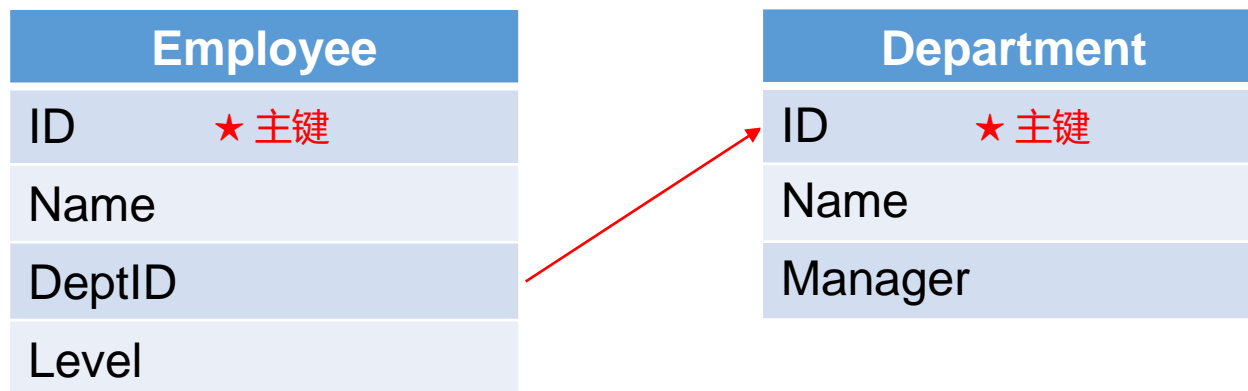 Employee
ID ★ 主键
Name
DeptID
Level
Department
ID ★ 主键
Name
Manager